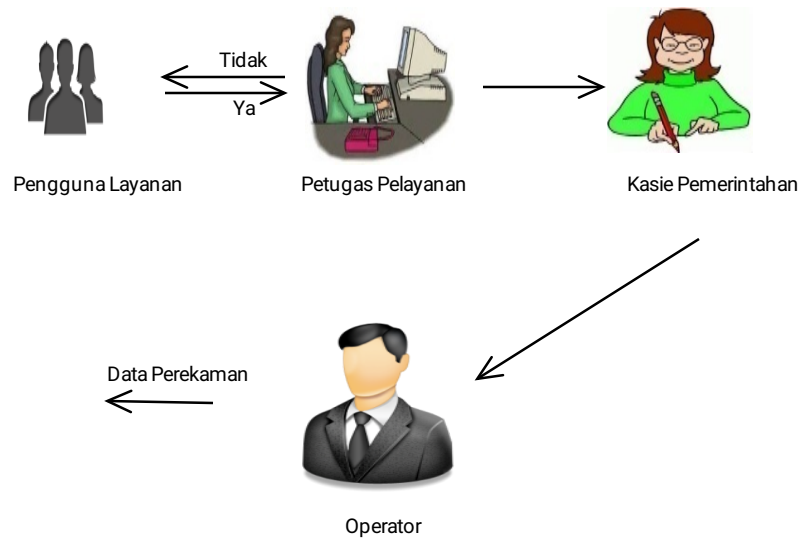 Tidak
Ya
Pengguna Layanan
Petugas Pelayanan
Kasie Pemerintahan
Data Perekaman
Operator